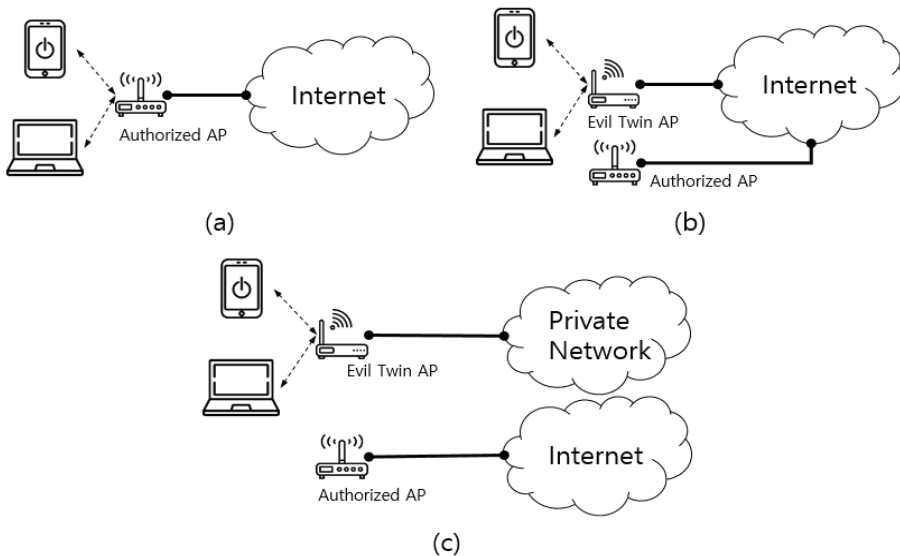 Internet
Authorized AP
(a)
Internet
Evil Twin AP
Authorized AP
(b)
Private
Network
Evil Twin AP
Internet
Authorized AP
(c)